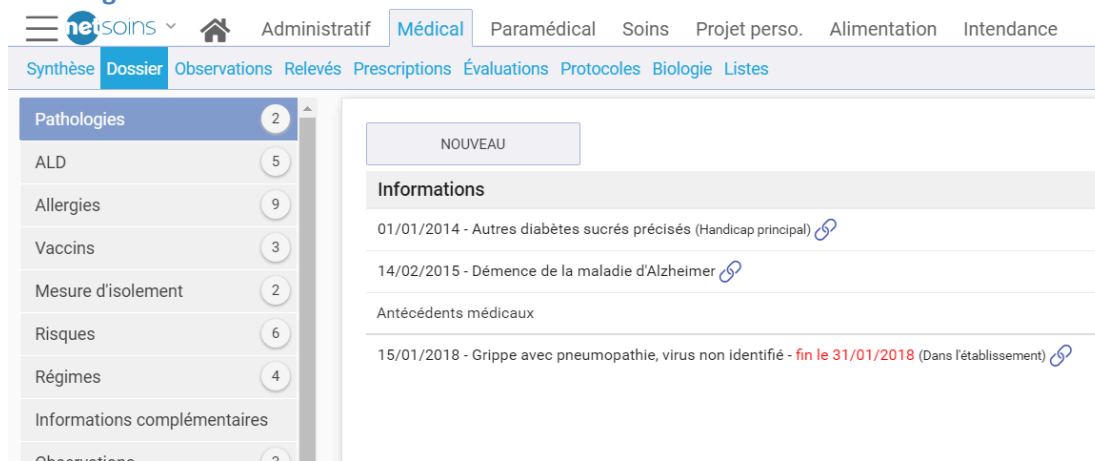 netsoins
Administratif Médical Paramédical Soins Projet perso. Alimentation Intendance
Synthèse Dossier Observations Relevés Prescriptions Évaluations Protocoles Biologie Listes
Pathologies 2
ALD 5
Allergies 9
Vaccins 3
Mesure d'isolement 2
Risques 6
Régimes 4
Informations complémentaires
Observations 3
NOUVEAU
Informations
01/01/2014 - Autres diabètes sucrés précisés (Handicap principal)
14/02/2015 - Démence de la maladie d'Alzheimer
Antécédents médicaux
15/01/2018 - Grippe avec pneumopathie, virus non identifié - fin le 31/01/2018 (Dans l'établissement)